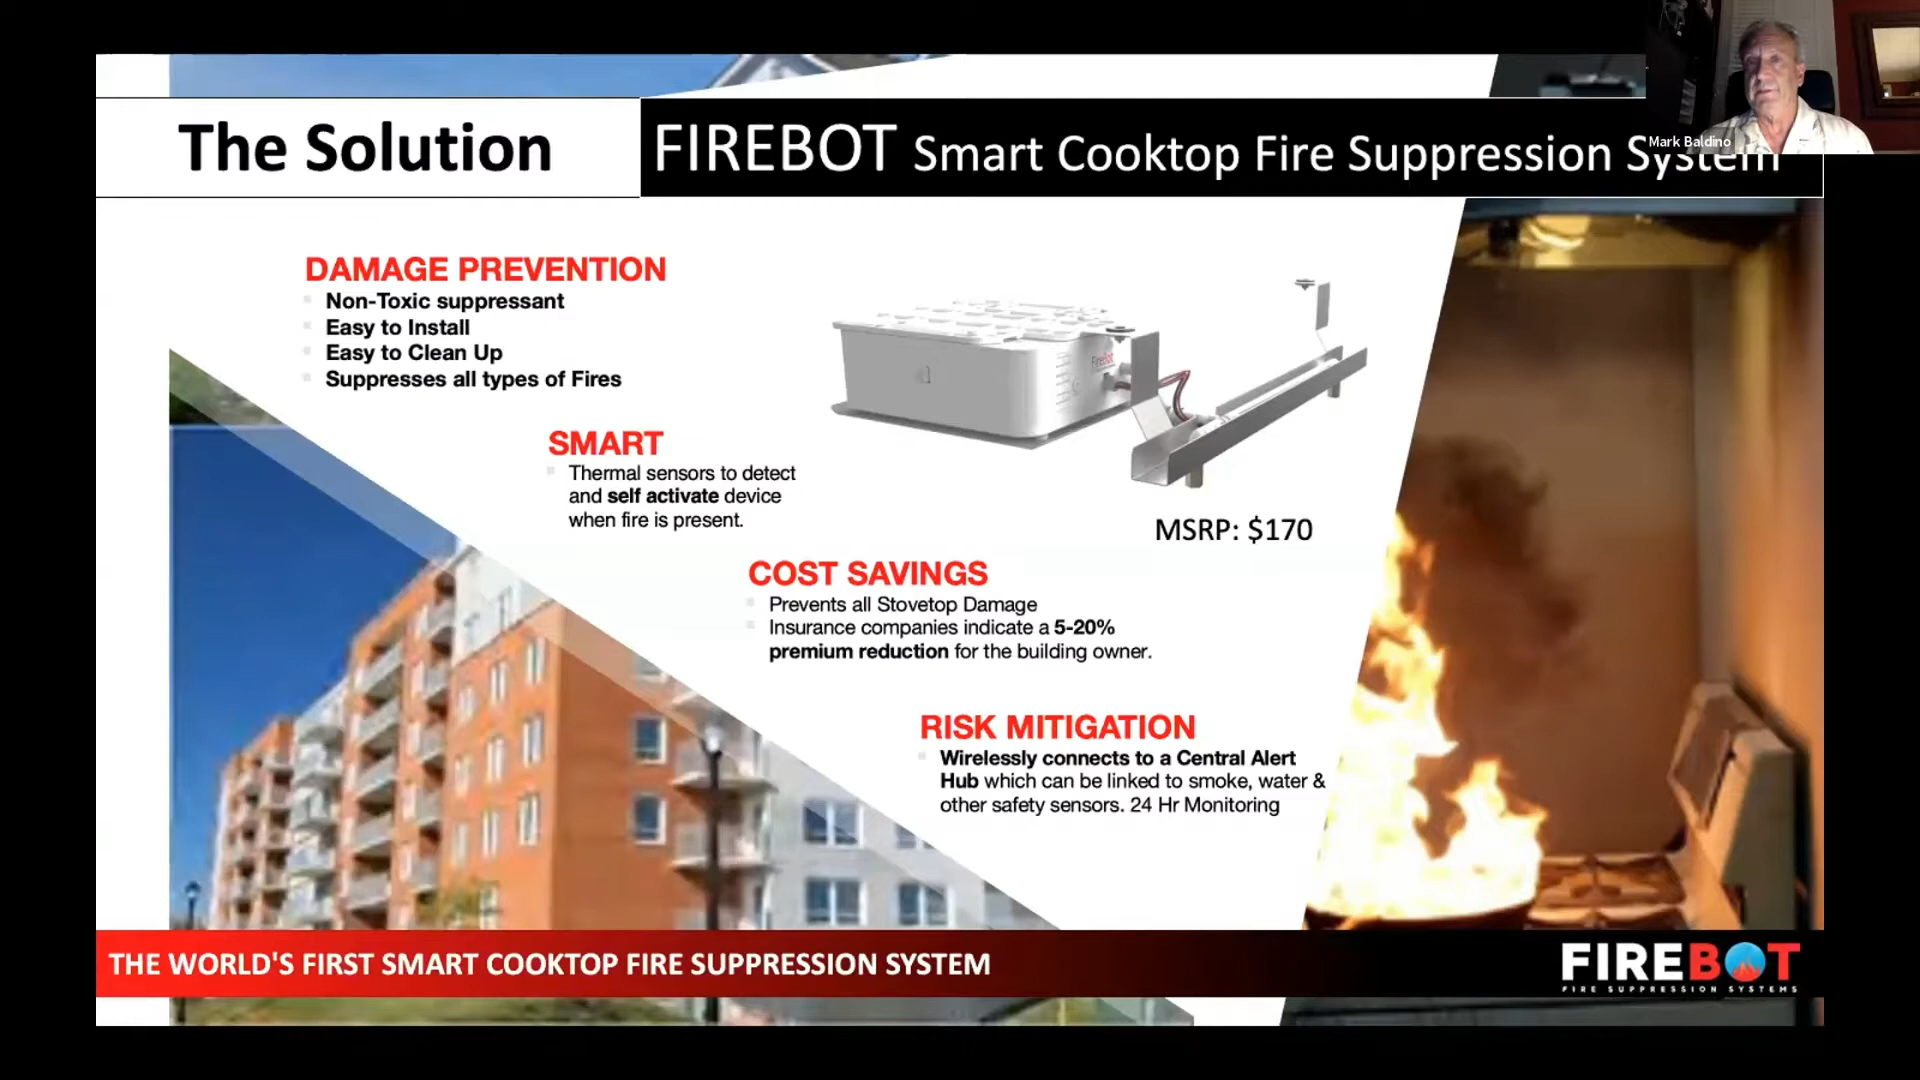 The Solution
FIREBOT Smart Cooktop Fire Suppression System
Mark Baldino
DAMAGE PREVENTION
Non-Toxic suppressant
Easy to Install
Easy to Clean Up
Suppresses all types of Fires
FireBot
SMART
Thermal sensors to detect
and self activate device
when fire is present.
MSRP: $170
COST SAVINGS
Prevents all Stovetop Damage
Insurance companies indicate a 5-20%
premium reduction for the building owner.
RISK MITIGATION
Wirelessly connects to a Central Alert
Hub which can be linked to smoke, water &
other safety sensors. 24 Hr Monitoring
THE WORLD'S FIRST SMART COOKTOP FIRE SUPPRESSION SYSTEM
FIREBOT
FIRE SUPPRESSION SYSTEMS